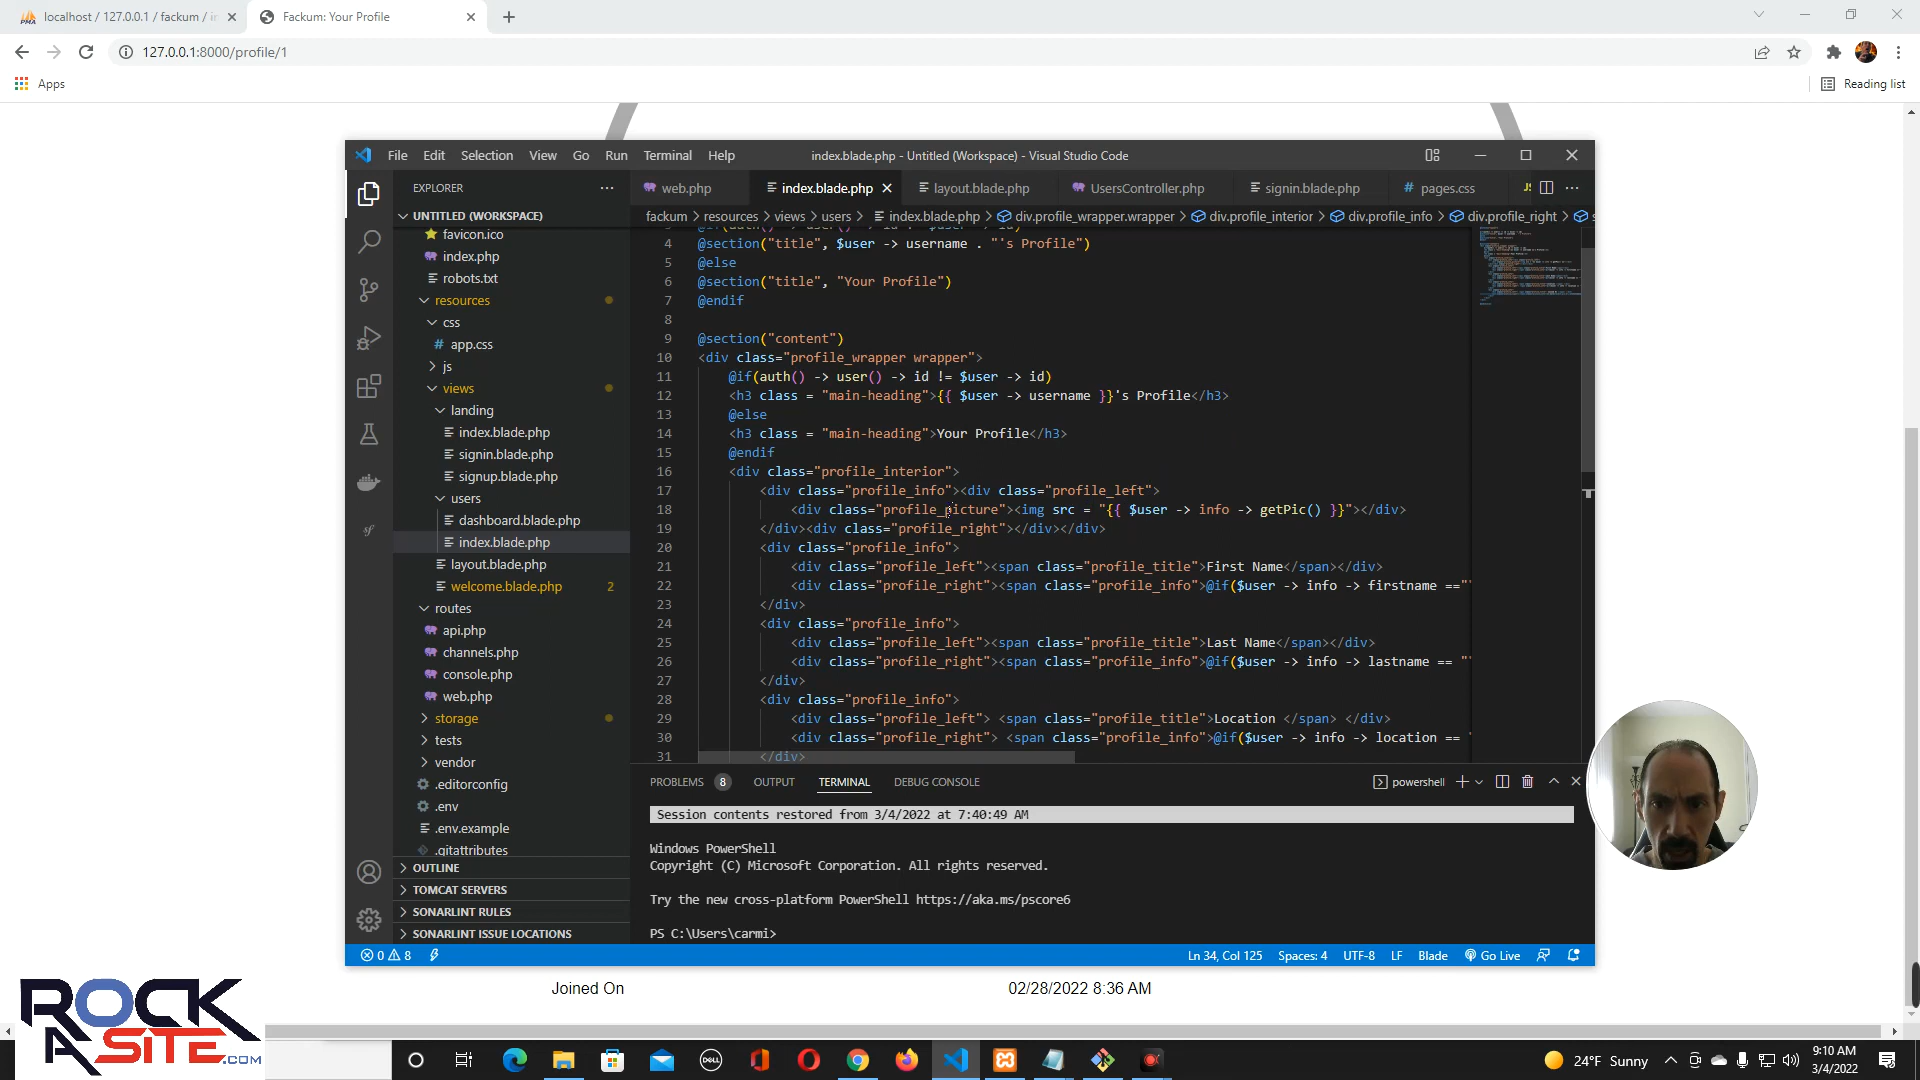 localhost / 127.0.0.1 / fackum / i
Fackum: Your Profile
127.0.0.1:8000/profile/1
Apps
Reading list
File Edit Selection View Go Run Terminal Help
index.blade.php - Untitled (Workspace) - Visual Studio Code
EXPLORER
web.php
index.blade.php
layout.blade.php
UsersController.php
signin.blade.php
pages.css
UNTITLED (WORKSPACE)
fackum > resources > views > users > index.blade.php > div.profile_wrapper.wrapper > div.profile_interior > div.profile_info > div.profile_right >
favicon.ico
index.php
robots.txt
resources
css
app.css
js
views
landing
index.blade.php
signin.blade.php
signup.blade.php
users
dashboard.blade.php
index.blade.php
layout.blade.php
welcome.blade.php 2
routes
api.php
channels.php
console.php
web.php
storage
tests
vendor
.editorconfig
.env
.env.example
.gitattributes
OUTLINE
TOMCAT SERVERS
SONARLINT RULES
SONARLINT ISSUE LOCATIONS
4 @section("title", $user -> username . "'s Profile")
5 @else
6 @section("title", "Your Profile")
7 @endif
8
9 @section("content")
10 <div class="profile_wrapper wrapper">
11 @if(auth() -> user() -> id != $user -> id)
12 <h3 class = "main-heading">{{ $user -> username }}'s Profile</h3>
13 @else
14 <h3 class = "main-heading">Your Profile</h3>
15 @endif
16 <div class="profile_interior">
17 <div class="profile_info"><div class="profile_left">
18 <div class="profile_picture"><img src = "{{ $user -> info -> getPic() }}"></div>
19 </div><div class="profile_right"></div></div>
20 <div class="profile_info">
21 <div class="profile_left"><span class="profile_title">First Name</span></div>
22 <div class="profile_right"><span class="profile_info">@if($user -> info -> firstname =="
23 </div>
24 <div class="profile_info">
25 <div class="profile_left"><span class="profile_title">Last Name</span></div>
26 <div class="profile_right"><span class="profile_info">@if($user -> info -> lastname == "
27 </div>
28 <div class="profile_info">
29 <div class="profile_left"> <span class="profile_title">Location </span> </div>
30 <div class="profile_right"> <span class="profile_info">@if($user -> info -> location ==
31 </div>
PROBLEMS 8 OUTPUT TERMINAL DEBUG CONSOLE
powershell
Session contents restored from 3/4/2022 at 7:40:49 AM
Windows PowerShell
Copyright (C) Microsoft Corporation. All rights reserved.
Try the new cross-platform PowerShell https://aka.ms/pscore6
PS C:\Users\carmi>
0 8
Ln 34, Col 125 Spaces: 4 UTF-8 LF Blade Go Live
Joined On 02/28/2022 8:36 AM
ROCK
A SITE.COM
DELL
24°F Sunny
9:10 AM
3/4/2022